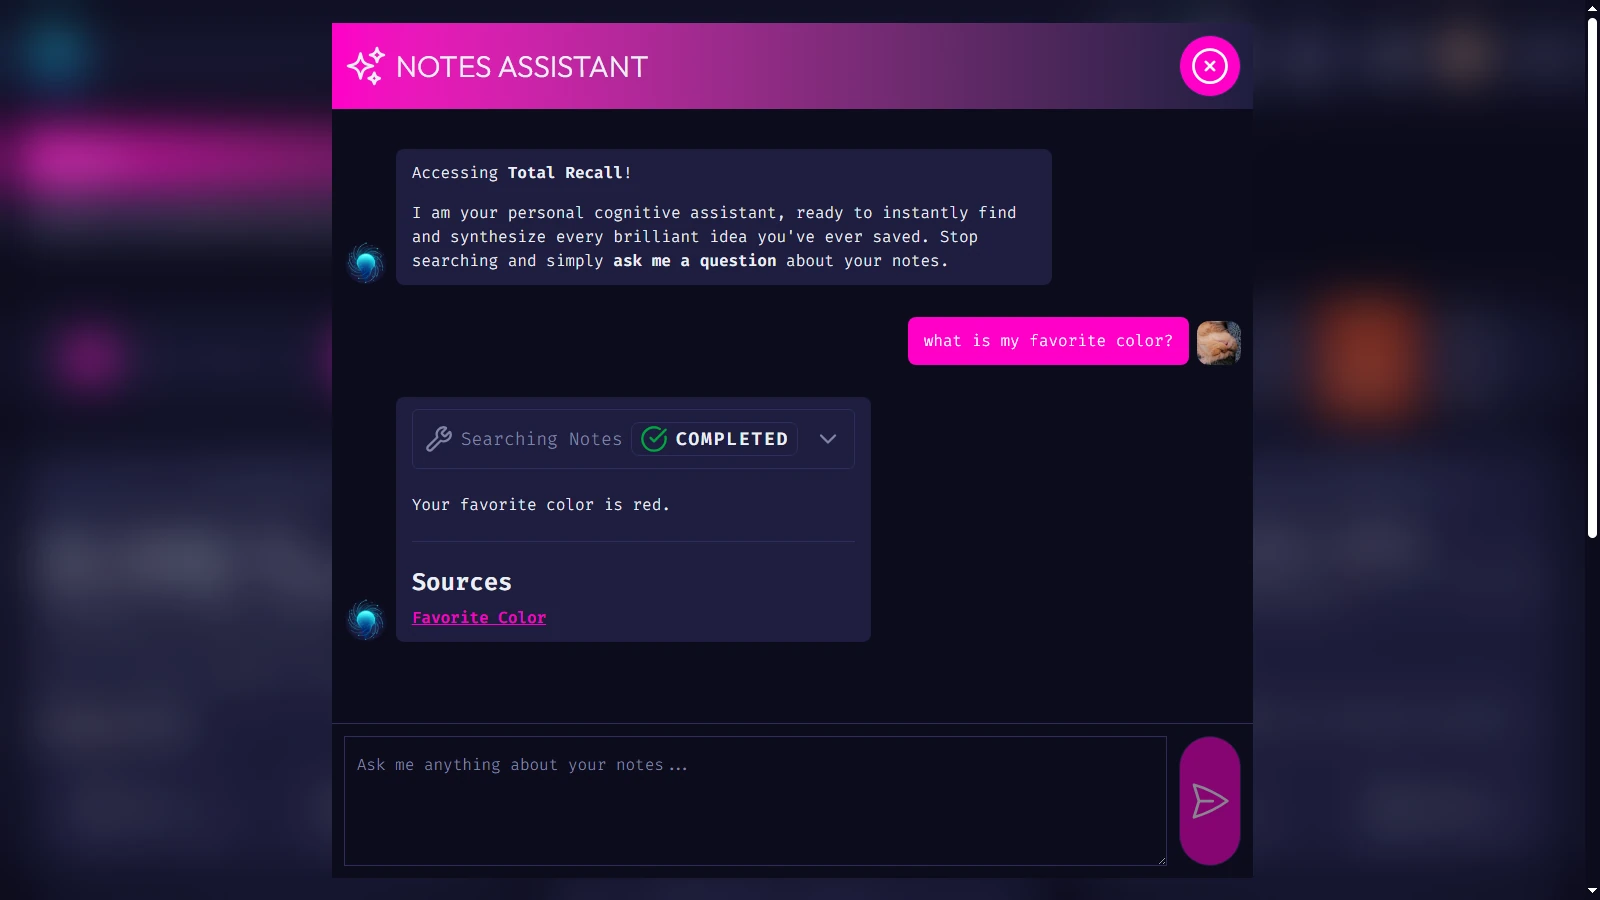 NOTES ASSISTANT
Accessing Total Recall!
I am your personal cognitive assistant, ready to instantly find
and synthesize every brilliant idea you've ever saved. Stop
searching and simply ask me a question about your notes.
what is my favorite color?
Searching Notes COMPLETED
Your favorite color is red.
Sources
Favorite Color
Ask me anything about your notes...